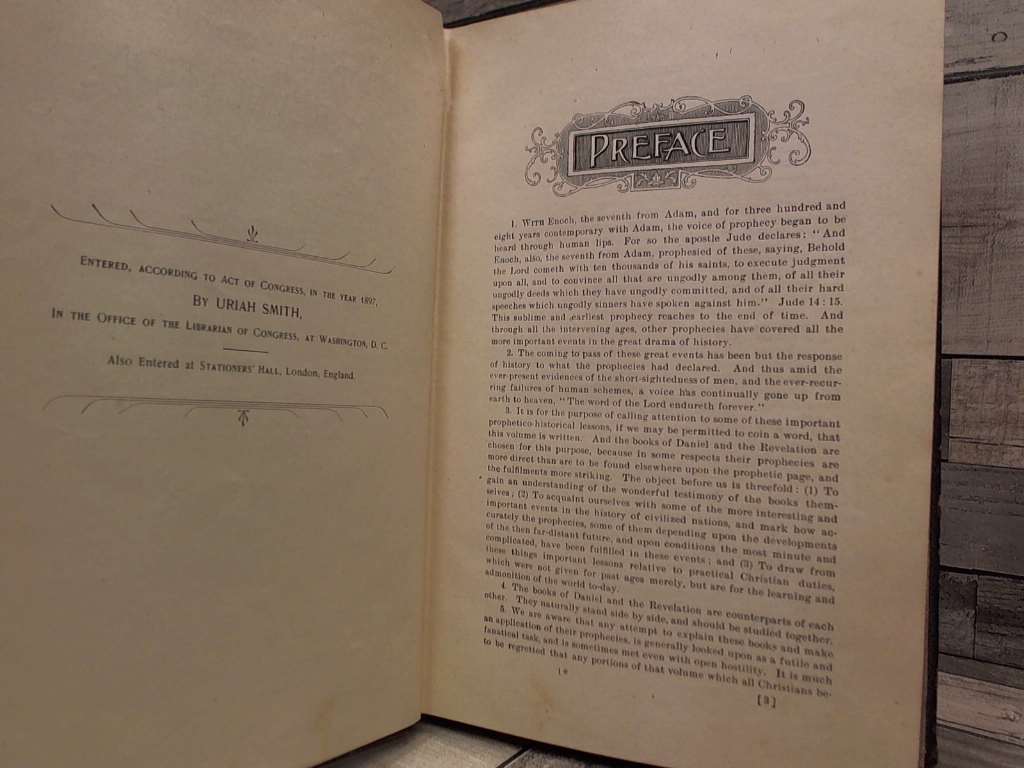 ENTERED, ACCORDING TO ACT OF CONGRESS, IN THE YEAR 1897,
BY URIAH SMITH,
IN THE OFFICE OF THE LIBRARIAN OF CONGRESS, AT WASHINGTON, D. C.
Also Entered at STATIONERS' HALL, London, England.
PREFACE
1. WITH Enoch, the seventh from Adam, and for three hundred and
eight years contemporary with Adam, the voice of prophecy began to be
heard through human lips. For so the apostle Jude declares: "And
Enoch, also, the seventh from Adam, prophesied of these, saying, Behold
the Lord cometh with ten thousands of his saints, to execute judgment
upon all, and to convince all that are ungodly among them, of all their
ungodly deeds which they have ungodly committed, and of all their hard
speeches which ungodly sinners have spoken against him." Jude 14:15.
This sublime and earliest prophecy reaches to the end of time. And
through all the intervening ages, other prophecies have covered all the
more important events in the great drama of history.
2. The coming to pass of these great events has been but the response
of history to what the prophecies had declared. And thus amid the
ever-present evidences of the short-sightedness of men, and the ever-recur-
ring failures of human schemes, a voice has continually gone up from
earth to heaven, "The word of the Lord endureth forever."
3. It is for the purpose of calling attention to some of these important
prophetico-historical lessons, if we may be permitted to coin a word, that
this volume is written. And the books of Daniel and the Revelation are
chosen for this purpose, because in some respects their prophecies are
more direct than are to be found elsewhere upon the prophetic page, and
the fulfilments more striking. The object before us is threefold: (1) To
gain an understanding of the wonderful testimony of the books them-
selves; (2) To acquaint ourselves with some of the more interesting and
important events in the history of civilized nations, and mark how ac-
curately the prophecies, some of them depending upon the developments
of the then far-distant future, and upon conditions the most minute and
complicated, have been fulfilled in these events; and (3) To draw from
these things important lessons relative to practical Christian duties,
which were not given for past ages merely, but are for the learning and
admonition of the world to-day.
4. The books of Daniel and the Revelation are counterparts of each
other. They naturally stand side by side, and should be studied together.
5. We are aware that any attempt to explain these books and make
an application of their prophecies, is generally looked upon as a futile and
fanatical task, and is sometimes met even with open hostility. It is much
to be regretted that any portions of that volume which all Christians be-
1*
[3]